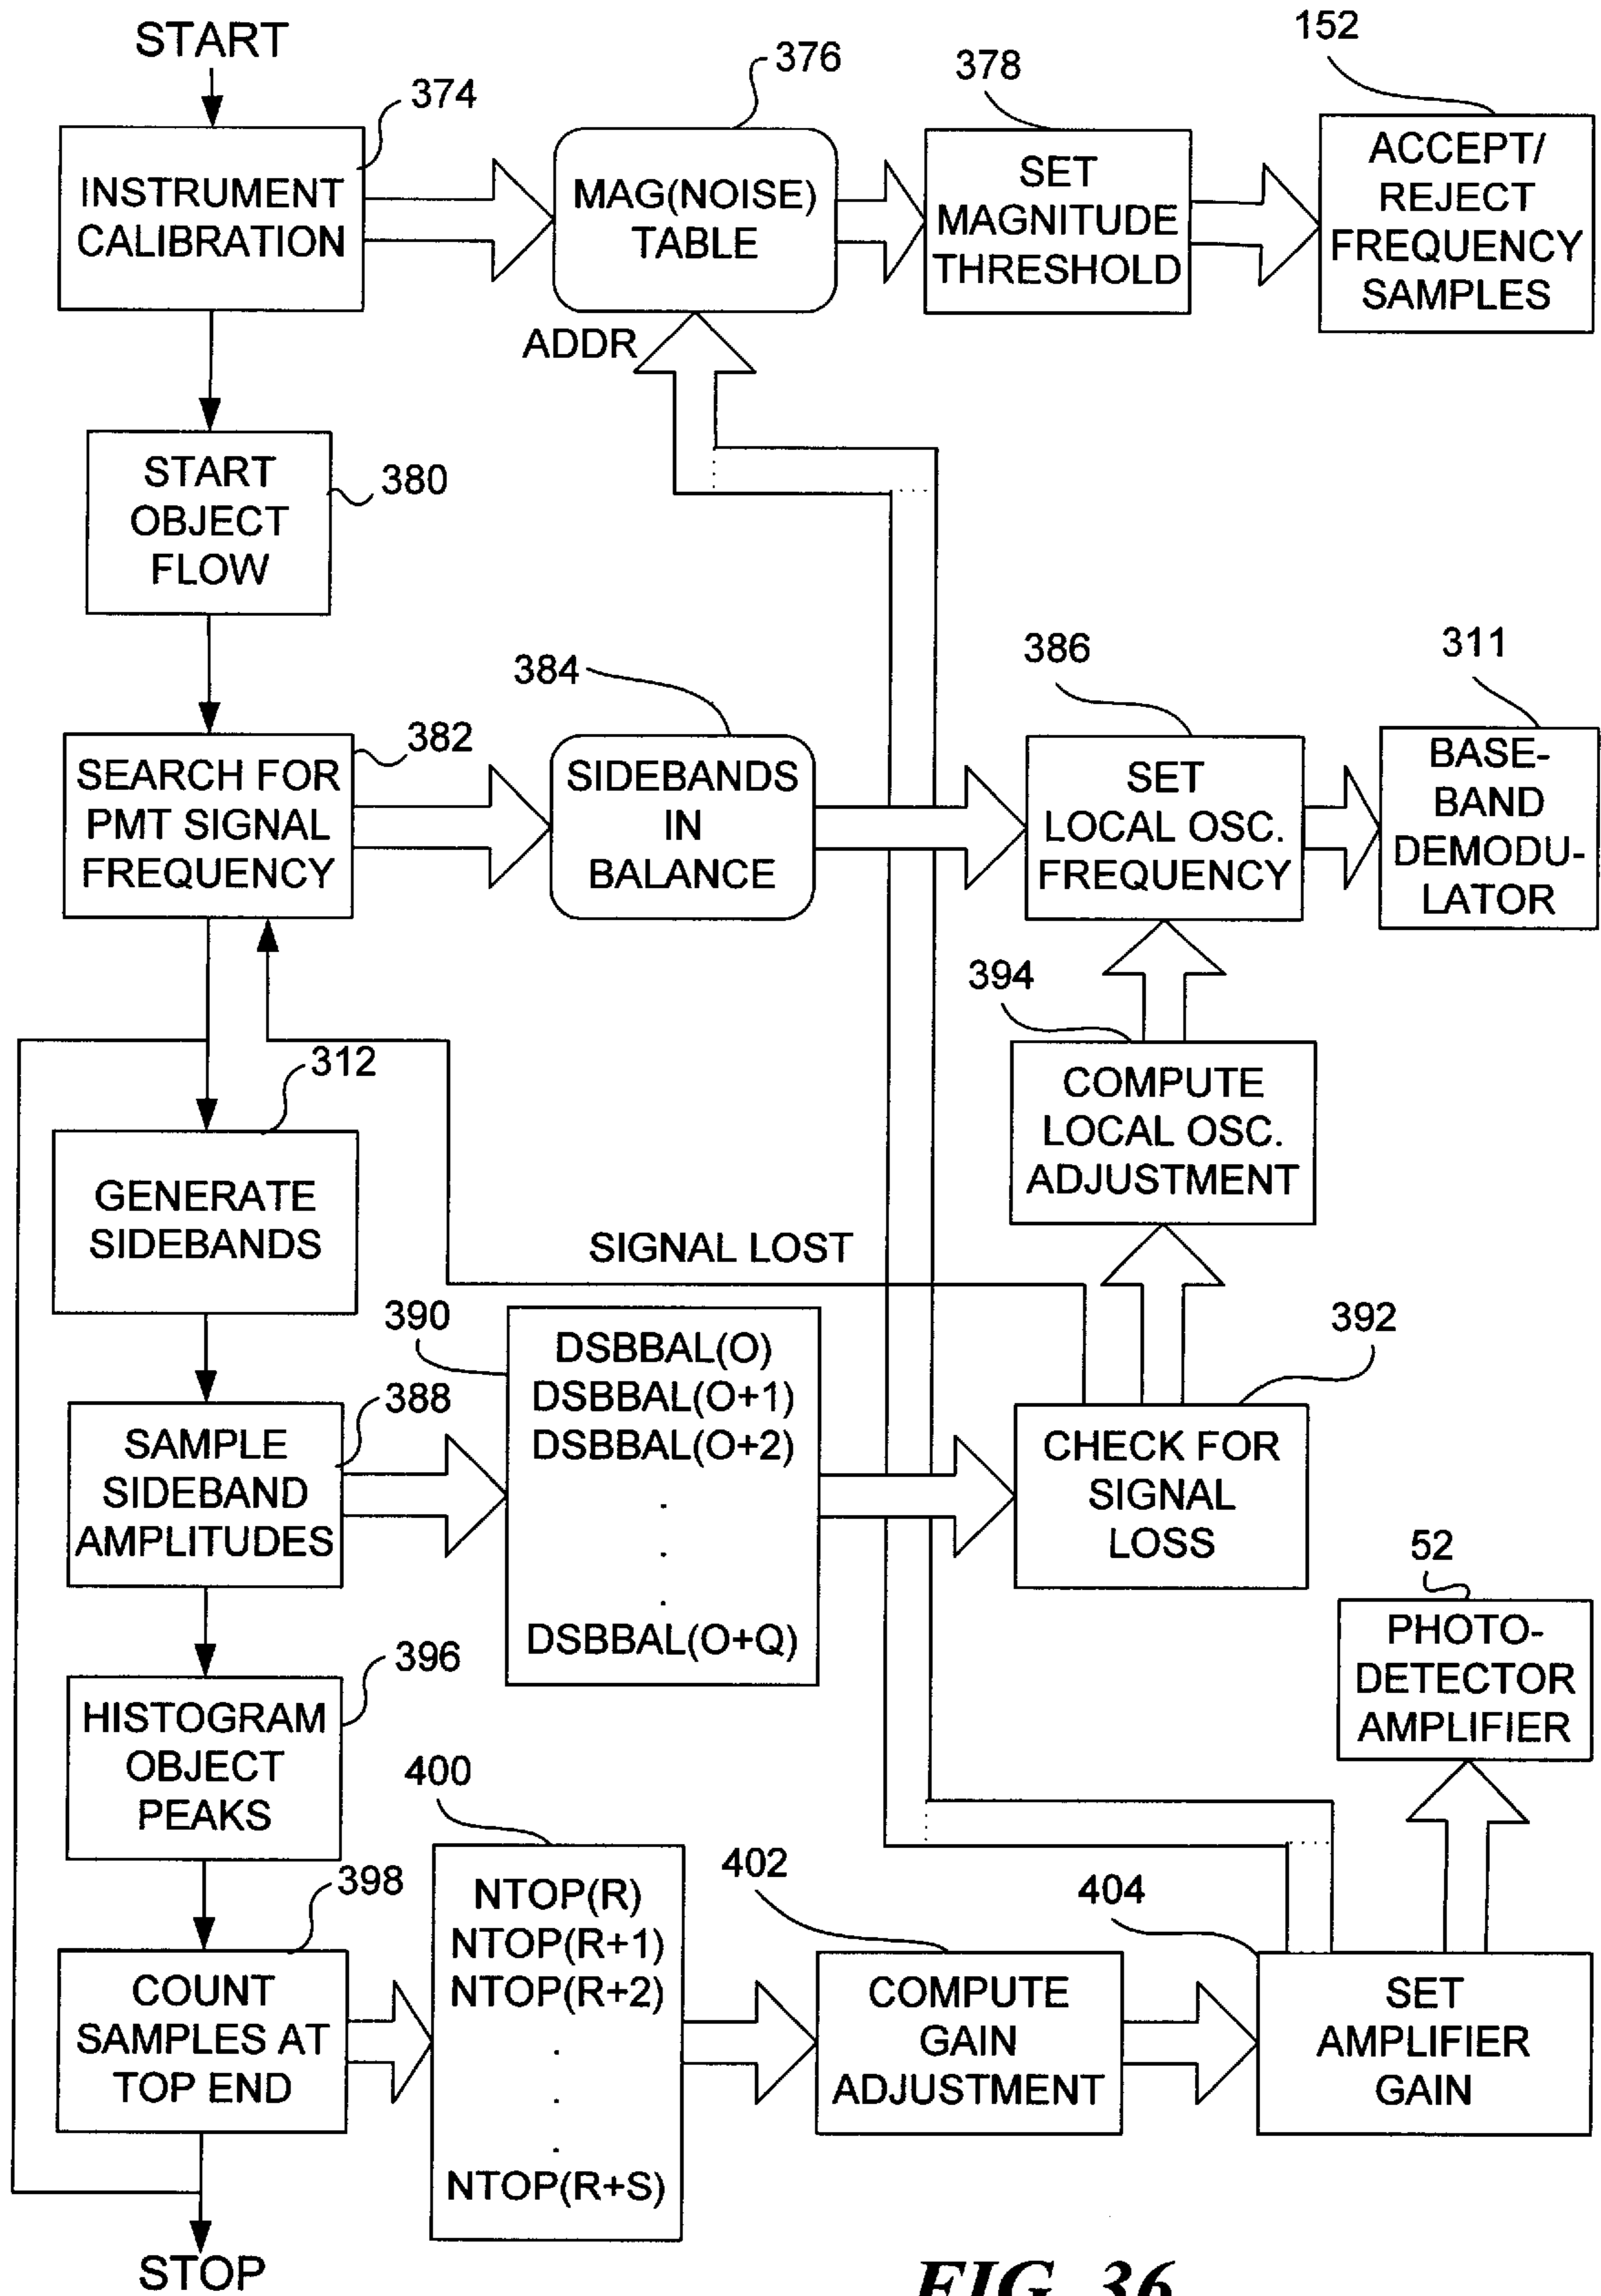 START
374
INSTRUMENT
CALIBRATION
376
MAG(NOISE)
TABLE
378
SET
MAGNITUDE
THRESHOLD
152
ACCEPT/
REJECT
FREQUENCY
SAMPLES
ADDR
START
OBJECT
FLOW
380
382
SEARCH FOR
PMT SIGNAL
FREQUENCY
384
SIDEBANDS
IN
BALANCE
386
SET
LOCAL OSC.
FREQUENCY
311
BASE-
BAND
DEMODU-
LATOR
394
COMPUTE
LOCAL OSC.
ADJUSTMENT
312
GENERATE
SIDEBANDS
SIGNAL LOST
388
SAMPLE
SIDEBAND
AMPLITUDES
390
DSBBAL(O)
DSBBAL(O+1)
DSBBAL(O+2)
.
.
.
DSBBAL(O+Q)
392
CHECK FOR
SIGNAL
LOSS
52
PHOTO-
DETECTOR
AMPLIFIER
396
HISTOGRAM
OBJECT
PEAKS
398
COUNT
SAMPLES AT
TOP END
400
NTOP(R)
NTOP(R+1)
NTOP(R+2)
.
.
.
NTOP(R+S)
402
COMPUTE
GAIN
ADJUSTMENT
404
SET
AMPLIFIER
GAIN
STOP
FIG. 36